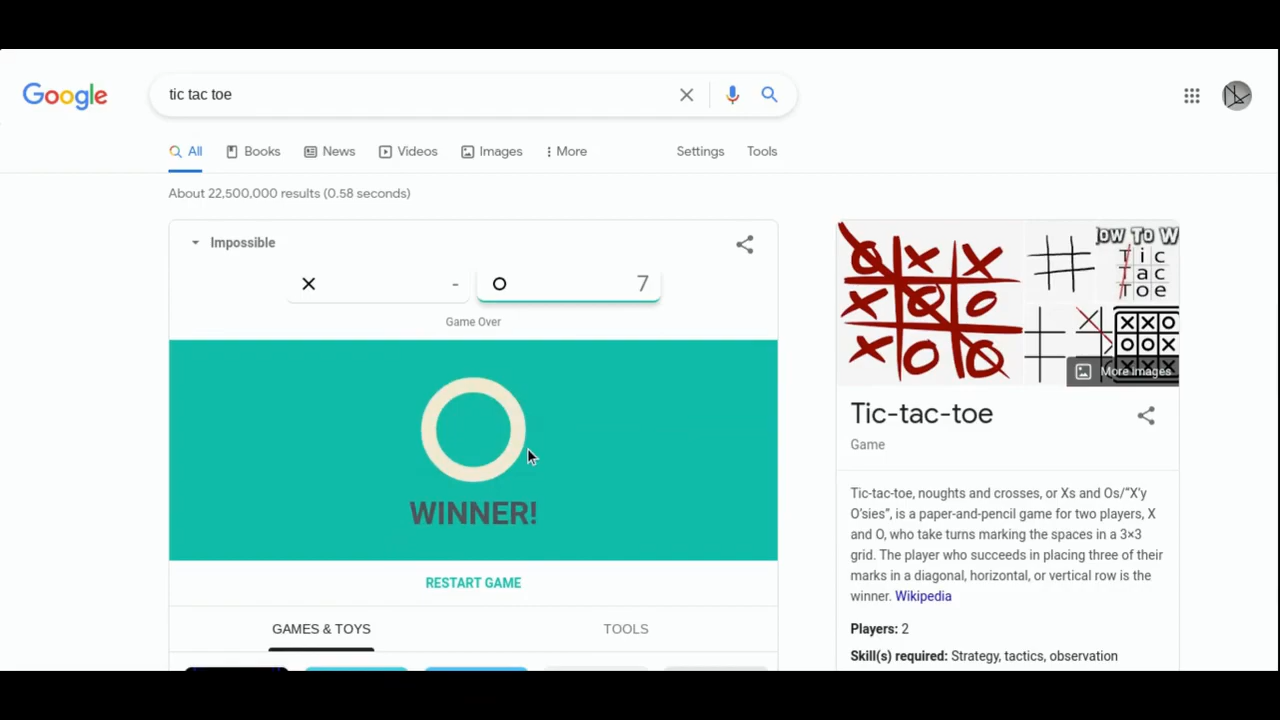 Google
tic tac toe
All
Books
News
Videos
Images
More
Settings
Tools
About 22,500,000 results (0.58 seconds)
Impossible
X
-
O
7
Game Over
WINNER!
RESTART GAME
GAMES & TOYS
TOOLS
OW TO W
Tic
Tac
Toe
More Images
Tic-tac-toe
Game
Tic-tac-toe, noughts and crosses, or Xs and Os/“X’y
O’sies”, is a paper-and-pencil game for two players, X
and O, who take turns marking the spaces in a 3×3
grid. The player who succeeds in placing three of their
marks in a diagonal, horizontal, or vertical row is the
winner. Wikipedia
Players: 2
Skill(s) required: Strategy, tactics, observation